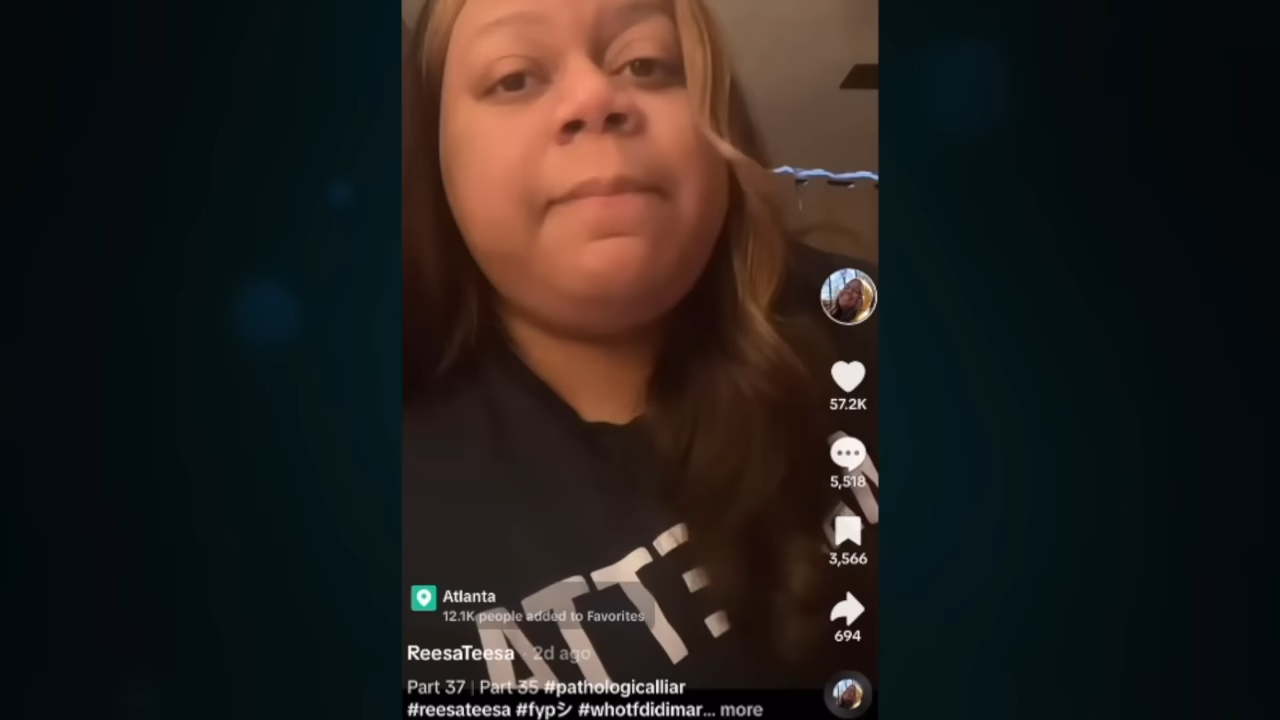 57.2K
5,518
3,566
694
Atlanta
12.1K people added to Favorites
ReesaTeesa · 2d ago
Part 37 | Part 35 #pathologicalliar
#reesateesa #fypシ #whotfdidimar... more